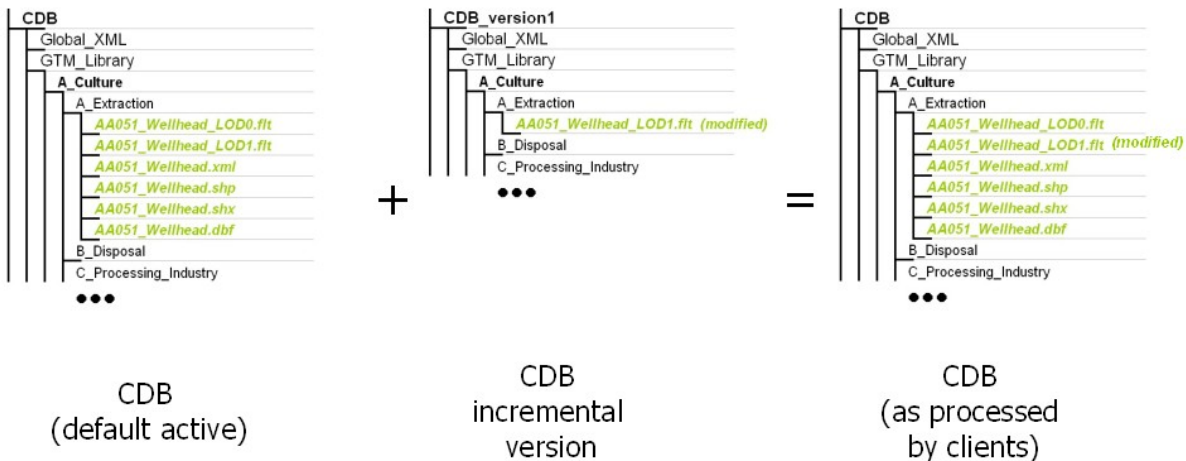 CDB
Global_XML
GTM_Library
A_Culture
A_Extraction
AA051_Wellhead_LOD0.flt
AA051_Wellhead_LOD1.flt
AA051_Wellhead.xml
AA051_Wellhead.shp
AA051_Wellhead.shx
AA051_Wellhead.dbf
B_Disposal
C_Processing_Industry
•••
CDB
(default active)
+
CDB_version1
Global_XML
GTM_Library
A_Culture
A_Extraction
AA051_Wellhead_LOD1.flt (modified)
B_Disposal
C_Processing_Industry
•••
CDB
incremental
version
=
CDB
Global_XML
GTM_Library
A_Culture
A_Extraction
AA051_Wellhead_LOD0.flt
AA051_Wellhead_LOD1.flt (modified)
AA051_Wellhead.xml
AA051_Wellhead.shp
AA051_Wellhead.shx
AA051_Wellhead.dbf
B_Disposal
C_Processing_Industry
•••
CDB
(as processed
by clients)